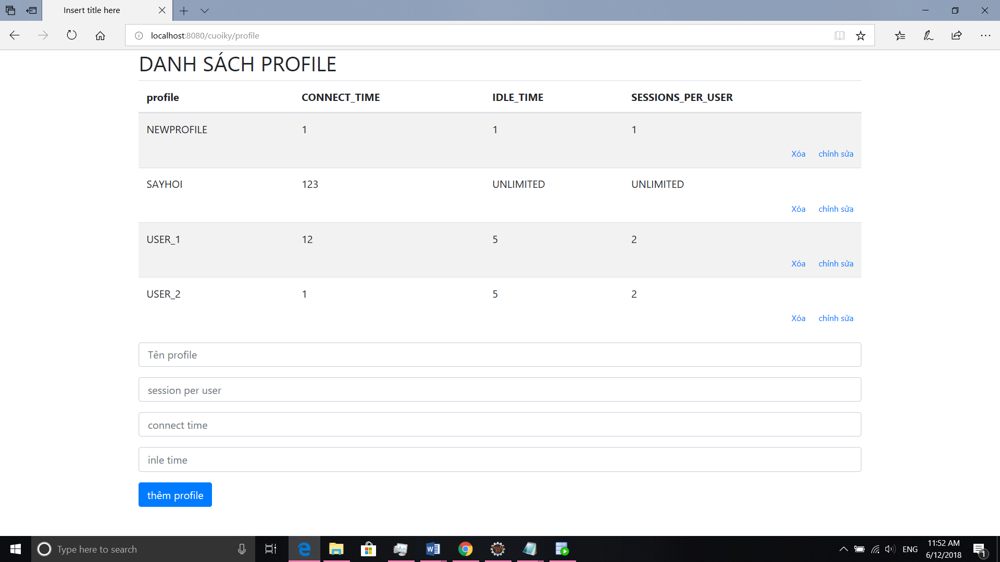 Insert title here
localhost:8080/cuoiky/profile
DANH SÁCH PROFILE
profile CONNECT_TIME IDLE_TIME SESSIONS_PER_USER
NEWPROFILE 1 1 1
Xóa chỉnh sửa
SAYHOI 123 UNLIMITED UNLIMITED
Xóa chỉnh sửa
USER_1 12 5 2
Xóa chỉnh sửa
USER_2 1 5 2
Xóa chỉnh sửa
Tên profile
session per user
connect time
inle time
thêm profile
Type here to search
ENG
11:52 AM
6/12/2018
1